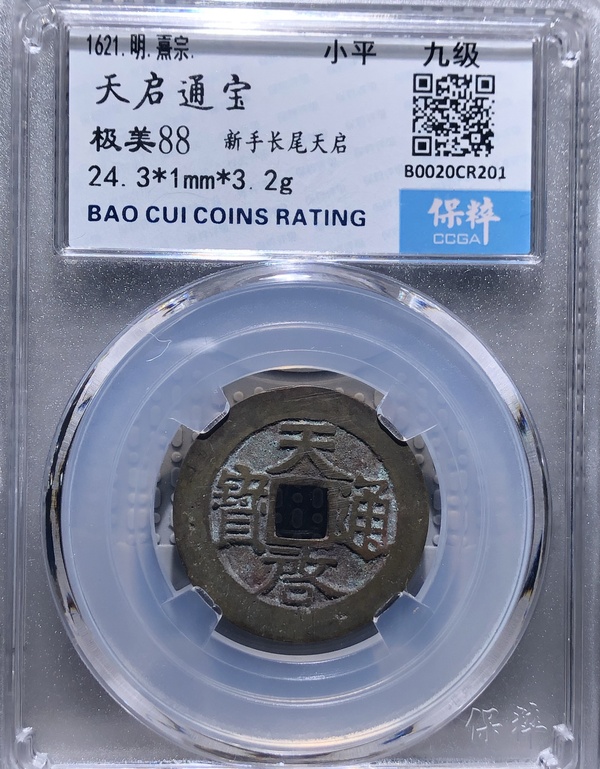 1621.明.熹宗.
小平 九级
天启通宝
极美88 新手长尾天启
24.3*1mm*3.2g
B0020CR201
BAO CUI COINS RATING
保粹
CCGA
天啓通寶
保粹